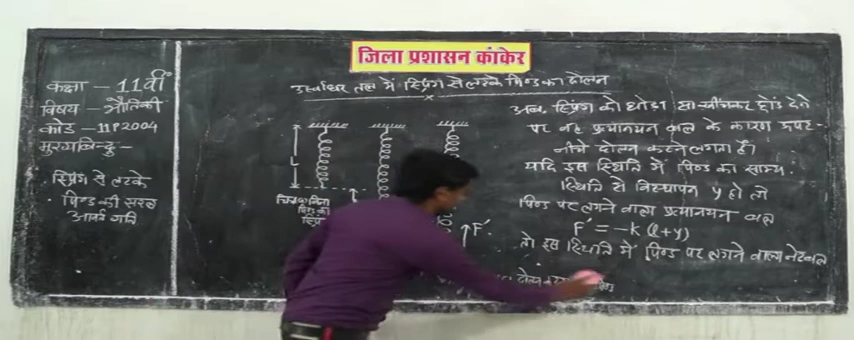 जिला प्रशासन कांकेर
कक्षा - 11वीं
विषय - भौतिकी
कोड - 11P2004
मुख्यबिन्दु -
स्प्रिंग से लटके
पिण्ड की सरल
आवर्त गति
उर्ध्वाधर तल में स्प्रिंग से लटके पिण्ड का दोलन
L
F'
अब स्प्रिंग को थोड़ा सा खींचकर छोड़ देने
पर वह प्रत्यानयन बल के कारण ऊपर-
नीचे दोलन करने लगता है।
यदि इस स्थिति में पिण्ड का साम्य
स्थिति से विस्थापन y हो तो
पिण्ड पर लगने वाला प्रत्यानयन बल
F' = -K (l+y)
तो इस स्थिति में पिण्ड पर लगने वाला नेट बल